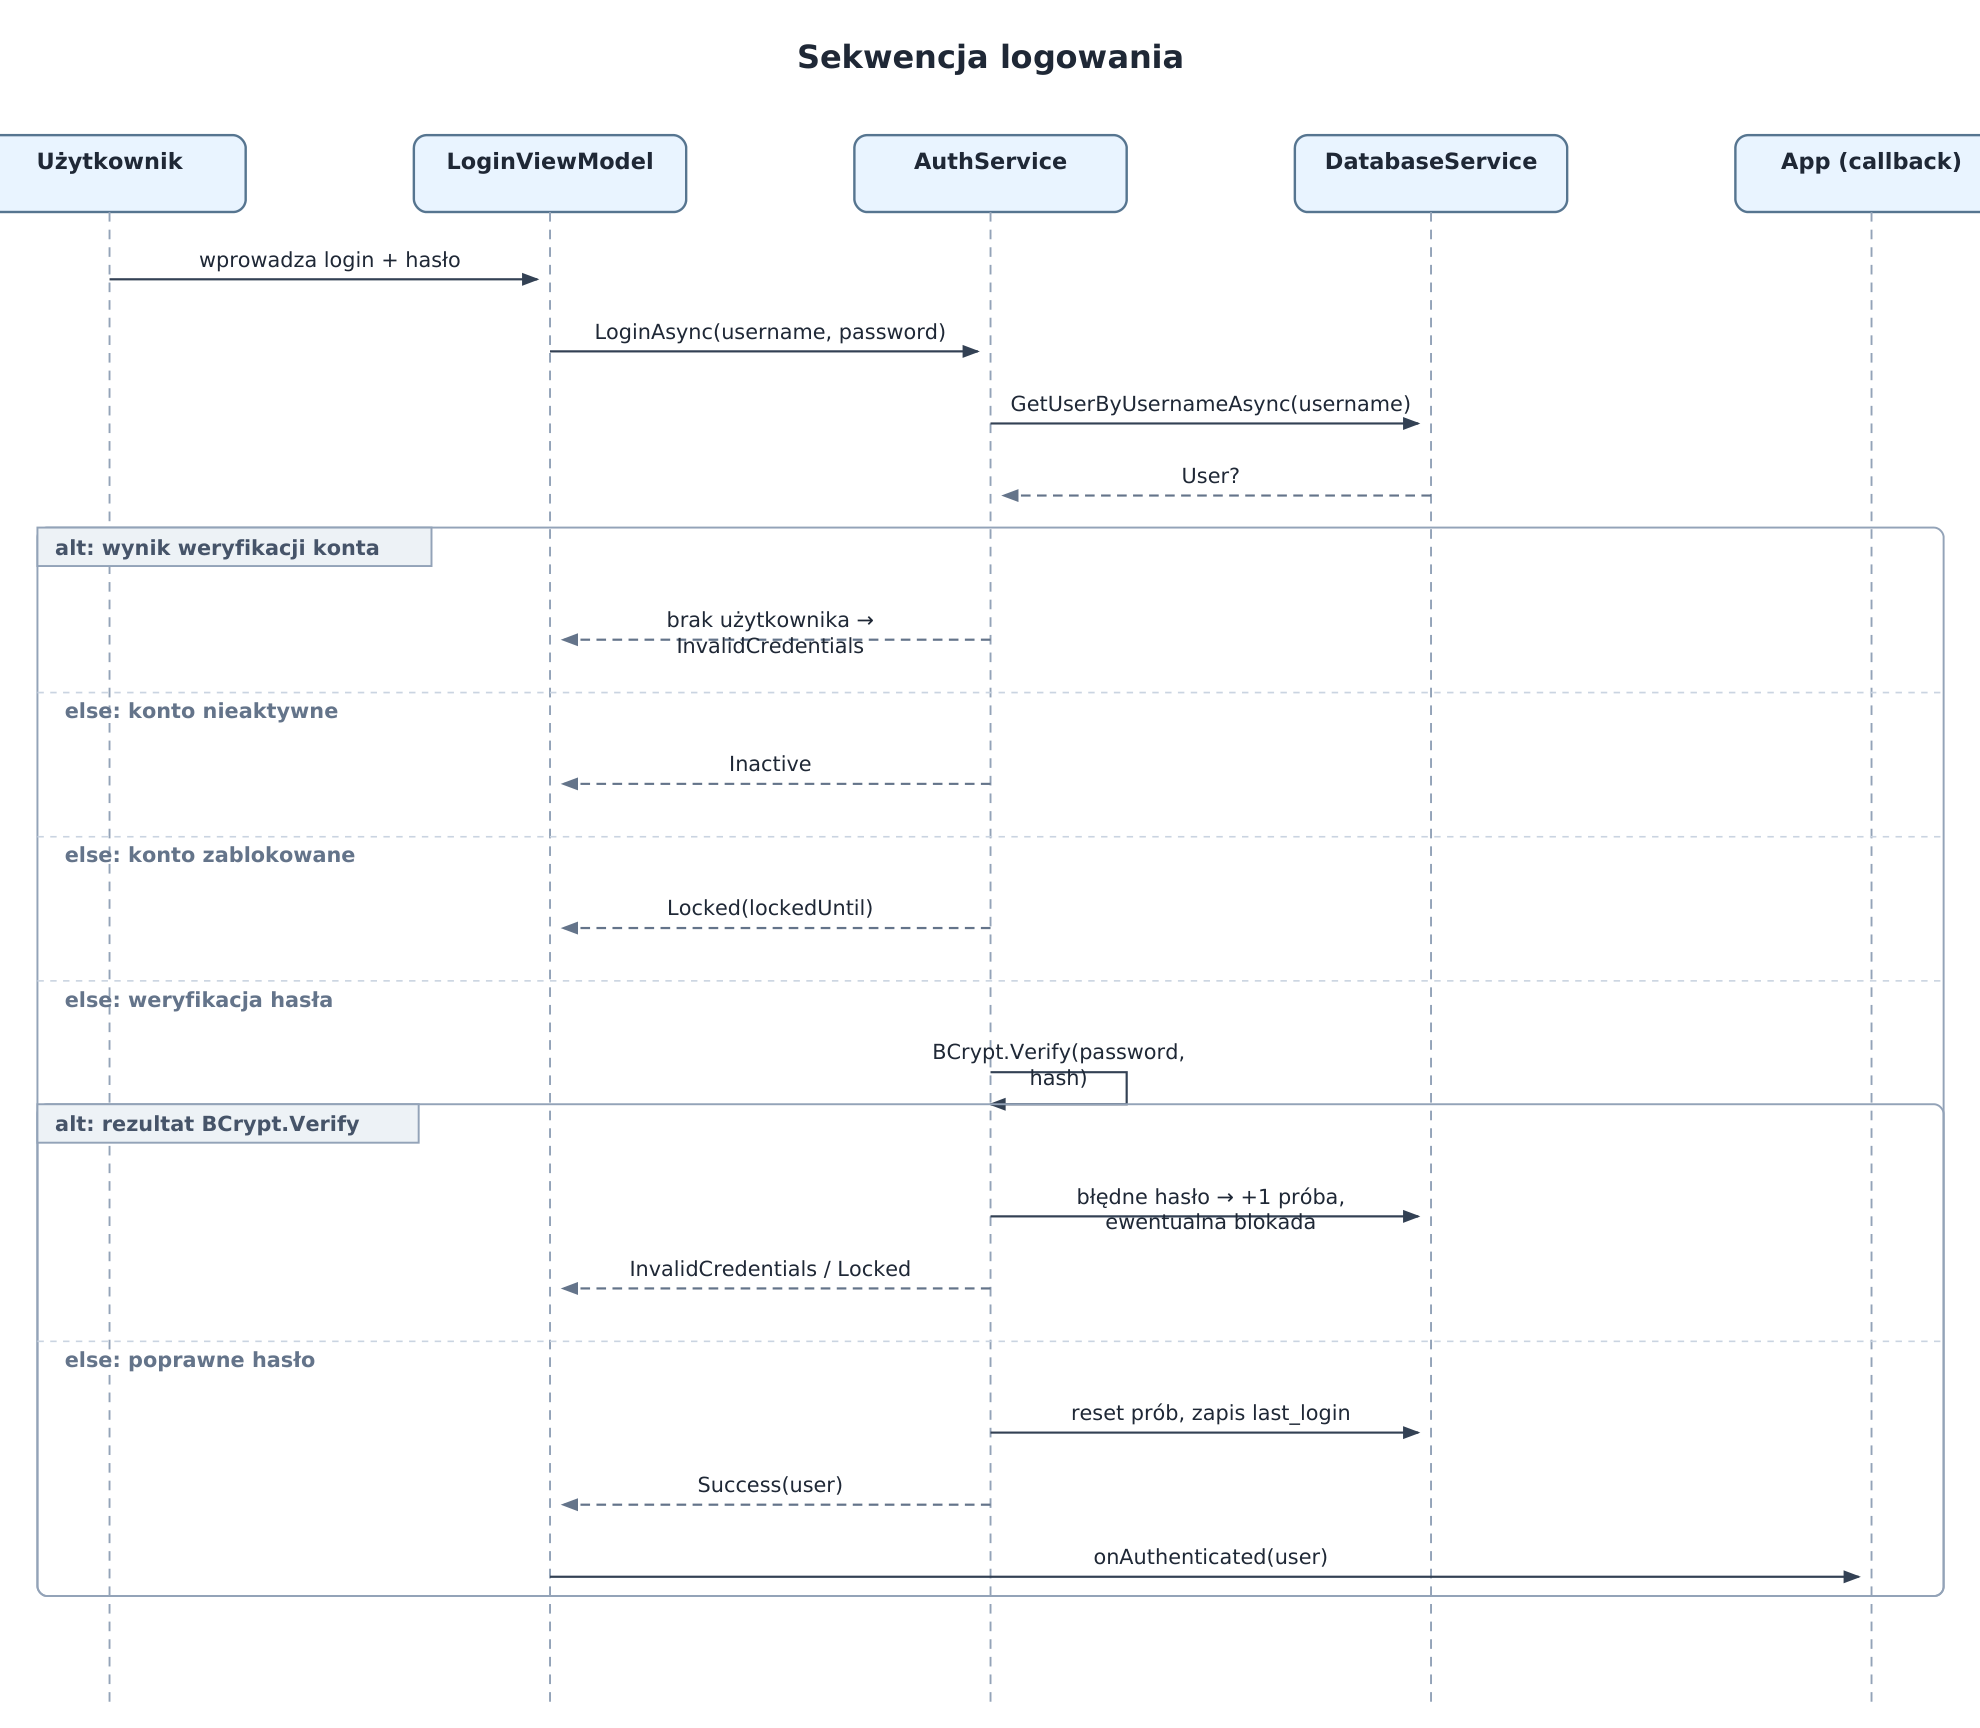 Sekwencja logowania
Użytkownik
LoginViewModel
AuthService
DatabaseService
App (callback)
wprowadza login + hasło
LoginAsync(username, password)
GetUserByUsernameAsync(username)
User?
alt: wynik weryfikacji konta
brak użytkownika →
InvalidCredentials
else: konto nieaktywne
Inactive
else: konto zablokowane
Locked(lockedUntil)
else: weryfikacja hasła
BCrypt.Verify(password,
hash)
alt: rezultat BCrypt.Verify
błędne hasło → +1 próba,
ewentualna blokada
InvalidCredentials / Locked
else: poprawne hasło
reset prób, zapis last_login
Success(user)
onAuthenticated(user)